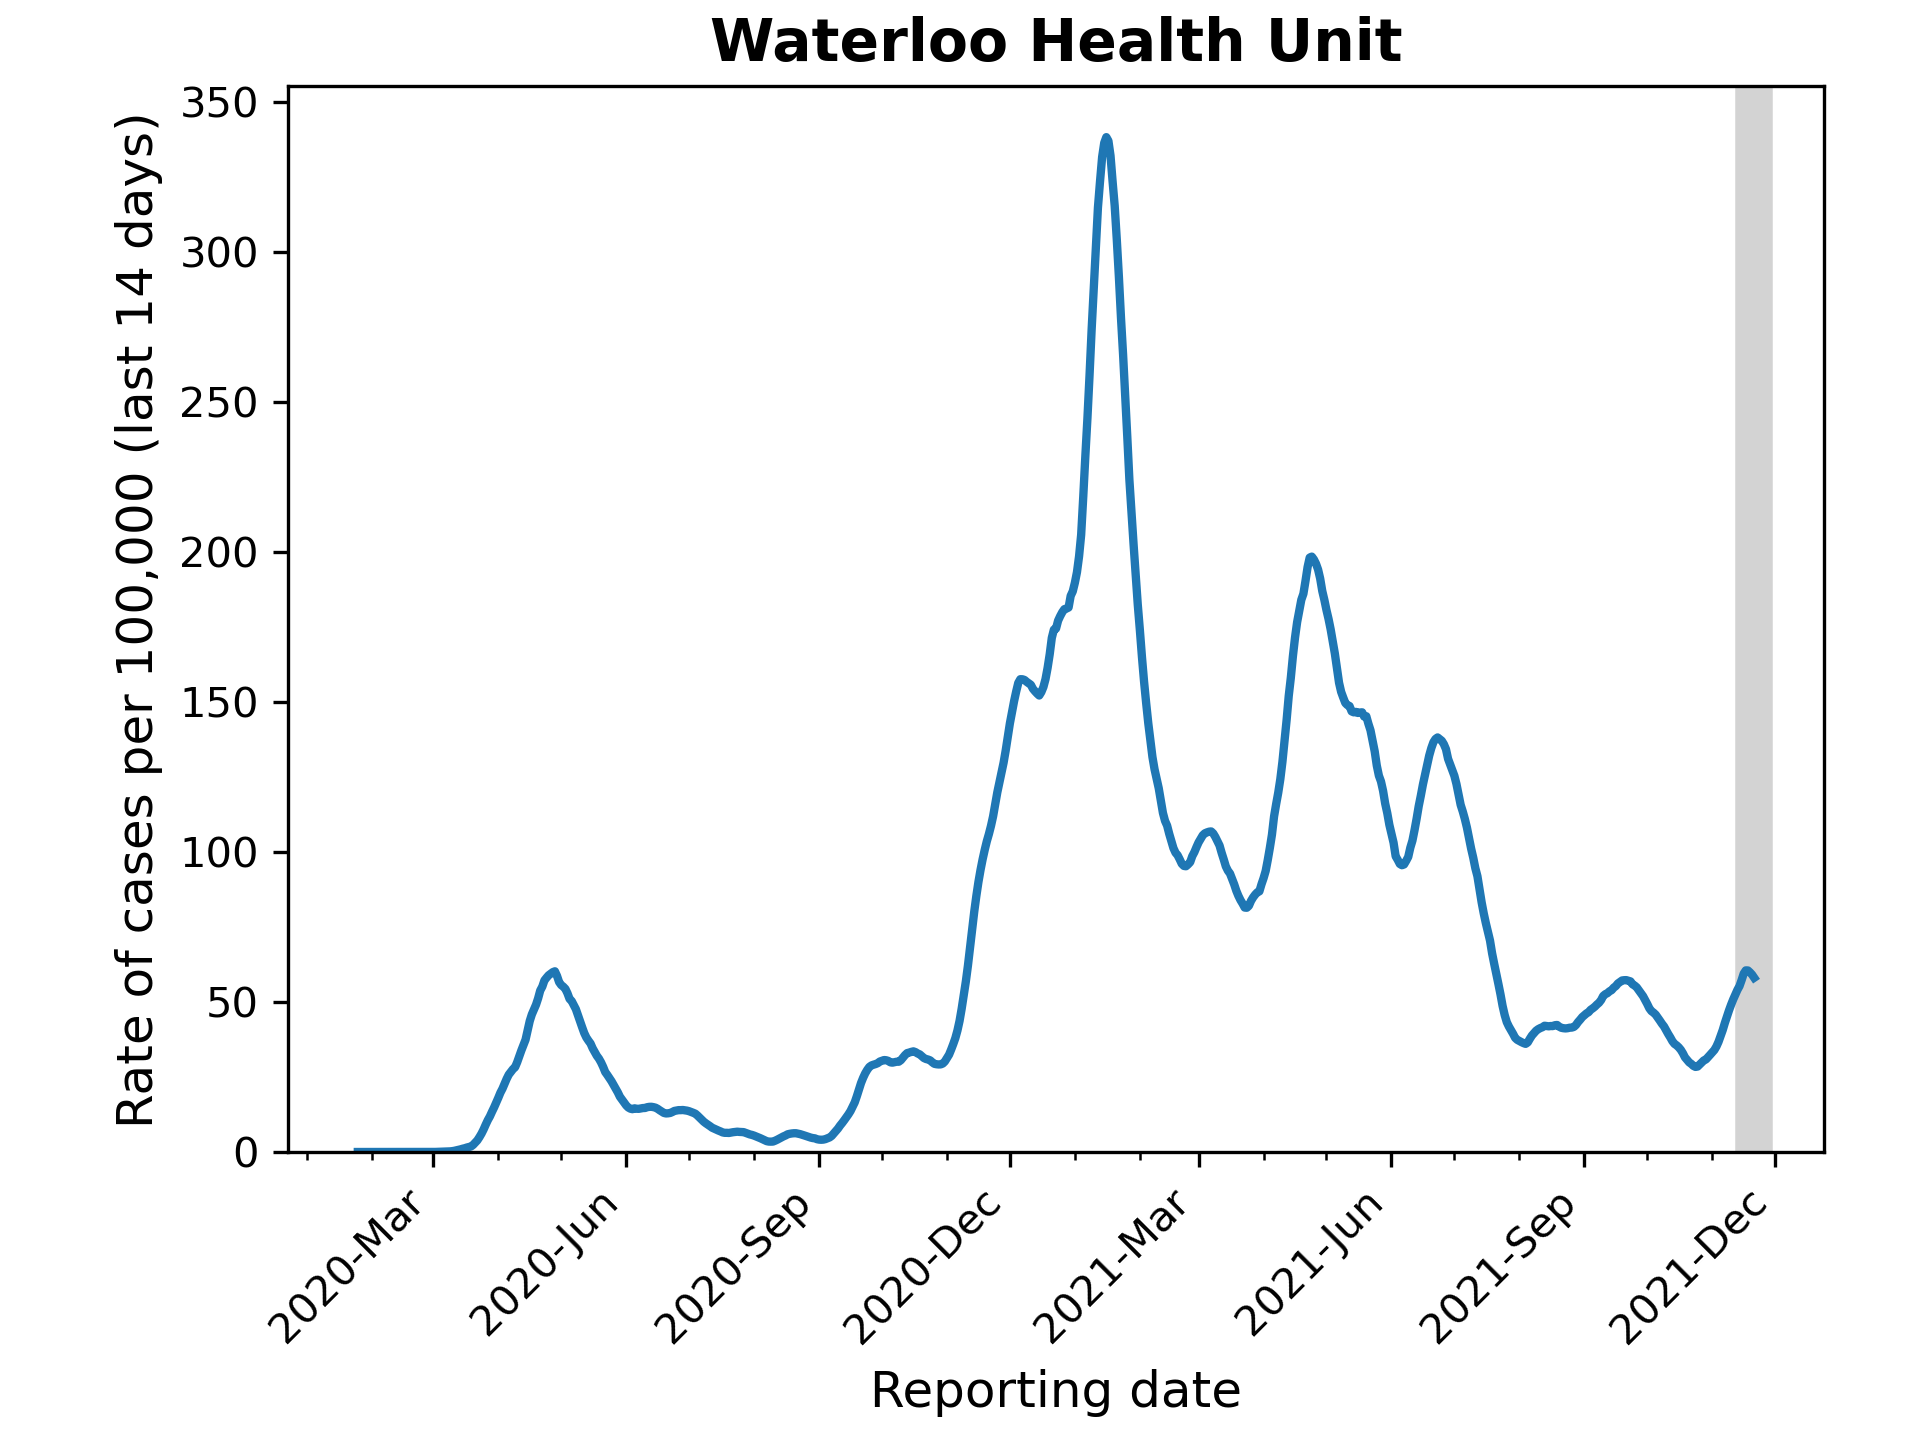 Waterloo Health Unit
Rate of cases per 100,000 (last 14 days)
350
300
250
200
150
100
50
0
2020-Mar
2020-Jun
2020-Sep
2020-Dec
2021-Mar
2021-Jun
2021-Sep
2021-Dec
Reporting date